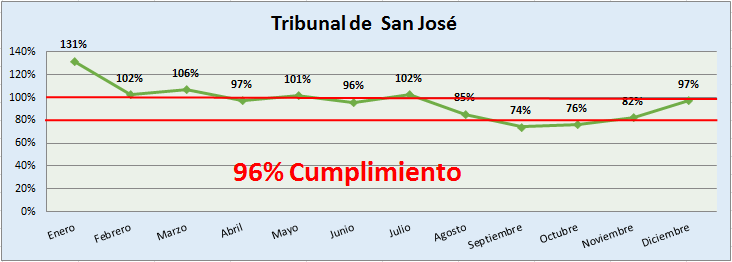 Tribunal de San José
140%
120%
100%
80%
60%
40%
20%
0%
131%
102%
106%
97%
101%
96%
102%
85%
74%
76%
82%
97%
96% Cumplimiento
Enero
Febrero
Marzo
Abril
Mayo
Junio
Julio
Agosto
Septiembre
Octubre
Noviembre
Diciembre